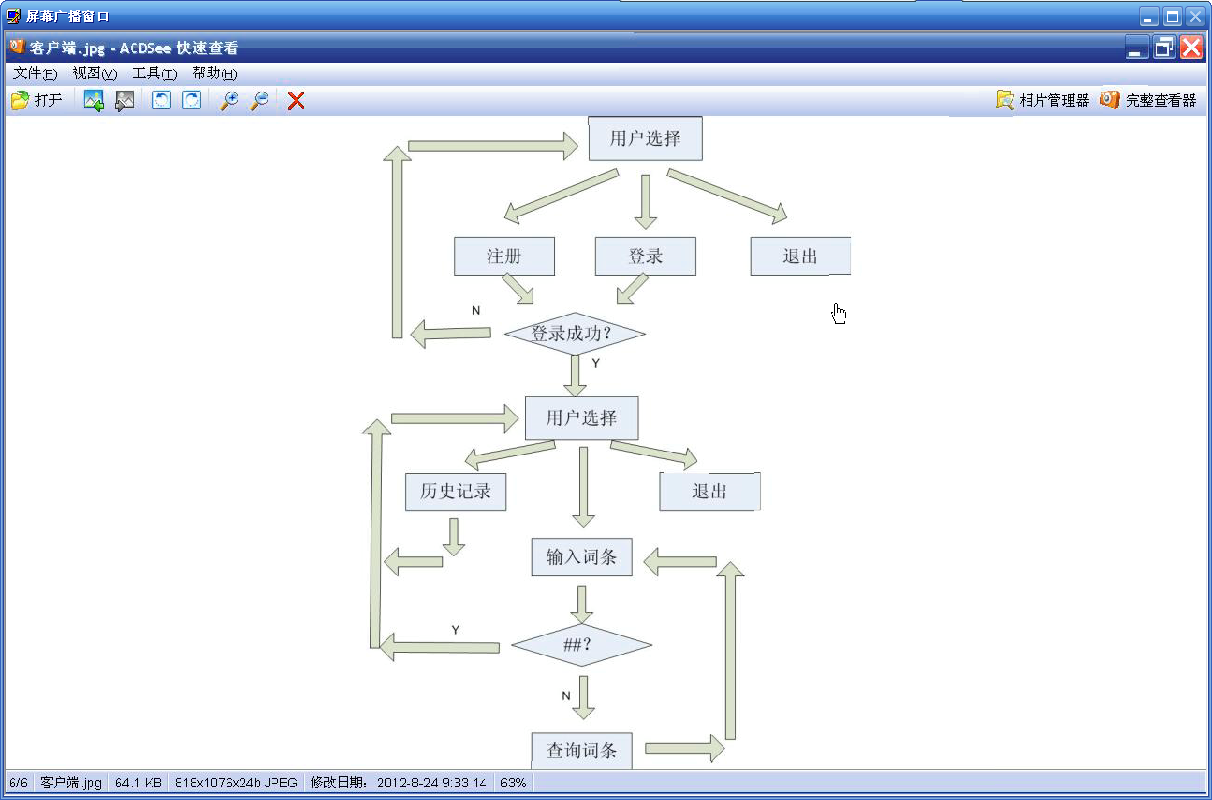 屏幕广播窗口
客户端.jpg - ACDSee 快速查看
文件(F) 视图(V) 工具(T) 帮助(H)
打开 相片管理器 完整查看器
用户选择
注册 登录 退出
N
登录成功?
Y
用户选择
历史记录 退出
输入词条
Y
##?
N
查询词条
6/6 客户端.jpg 64.1 KB 818x1076x24b JPEG 修改日期: 2012-8-24 9:33:14 63%